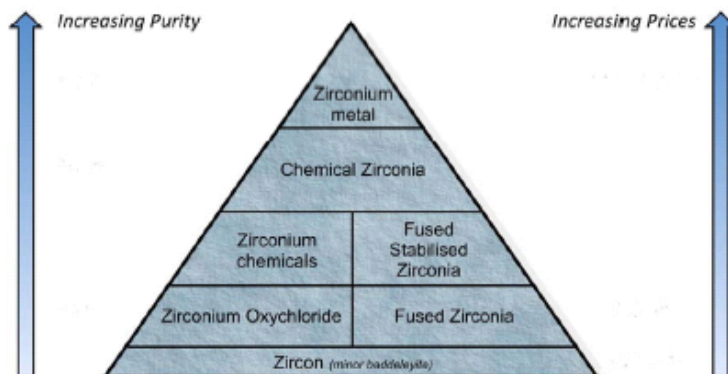 Increasing Purity
Increasing Prices
Zirconium
metal
Chemical Zirconia
Zirconium
chemicals
Fused
Stabilised
Zirconia
Zirconium Oxychloride
Fused Zirconia
Zircon (minor baddeleyite)